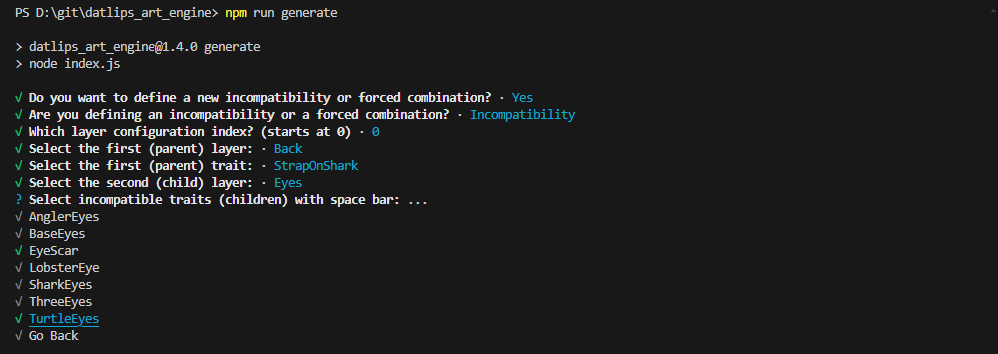 PS D:\git\datlips_art_engine> npm run generate
> datlips_art_engine@1.4.0 generate
> node index.js
√ Do you want to define a new incompatibility or forced combination? · Yes
√ Are you defining an incompatibility or a forced combination? · Incompatibility
√ Which layer configuration index? (starts at 0) · 0
√ Select the first (parent) layer: · Back
√ Select the first (parent) trait: · StrapOnShark
√ Select the second (child) layer: · Eyes
? Select incompatible traits (children) with space bar: ...
√ AnglerEyes
√ BaseEyes
√ EyeScar
√ LobsterEye
√ SharkEyes
√ ThreeEyes
√ TurtleEyes
√ Go Back